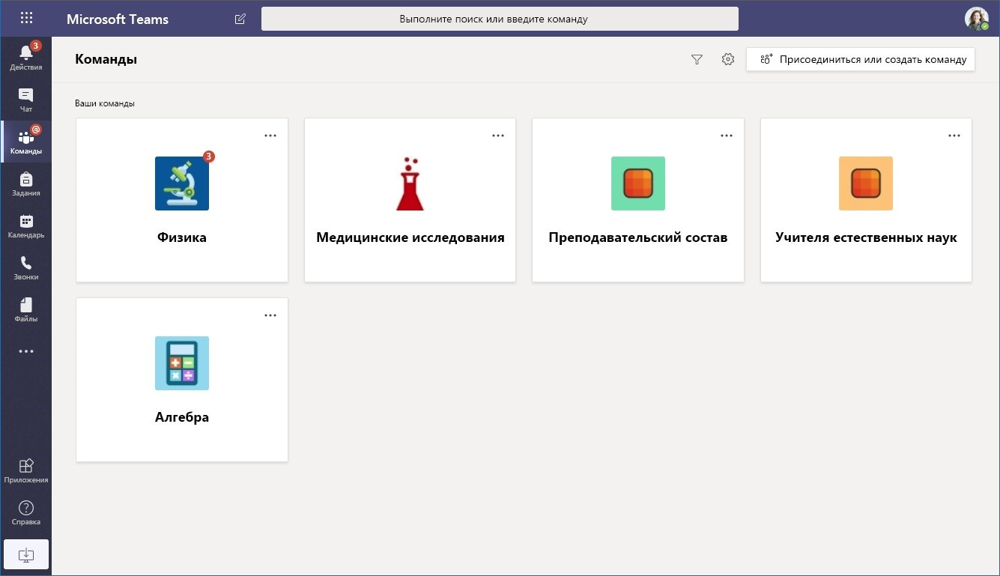 Microsoft Teams
Выполните поиск или введите команду
3
Действия
Чат
@
Команды
Задания
Календарь
Звонки
Файлы
Приложения
?
Справка
Команды
Присоединиться или создать команду
Ваши команды
3
Физика
Медицинские исследования
Преподавательский состав
Учителя естественных наук
Алгебра